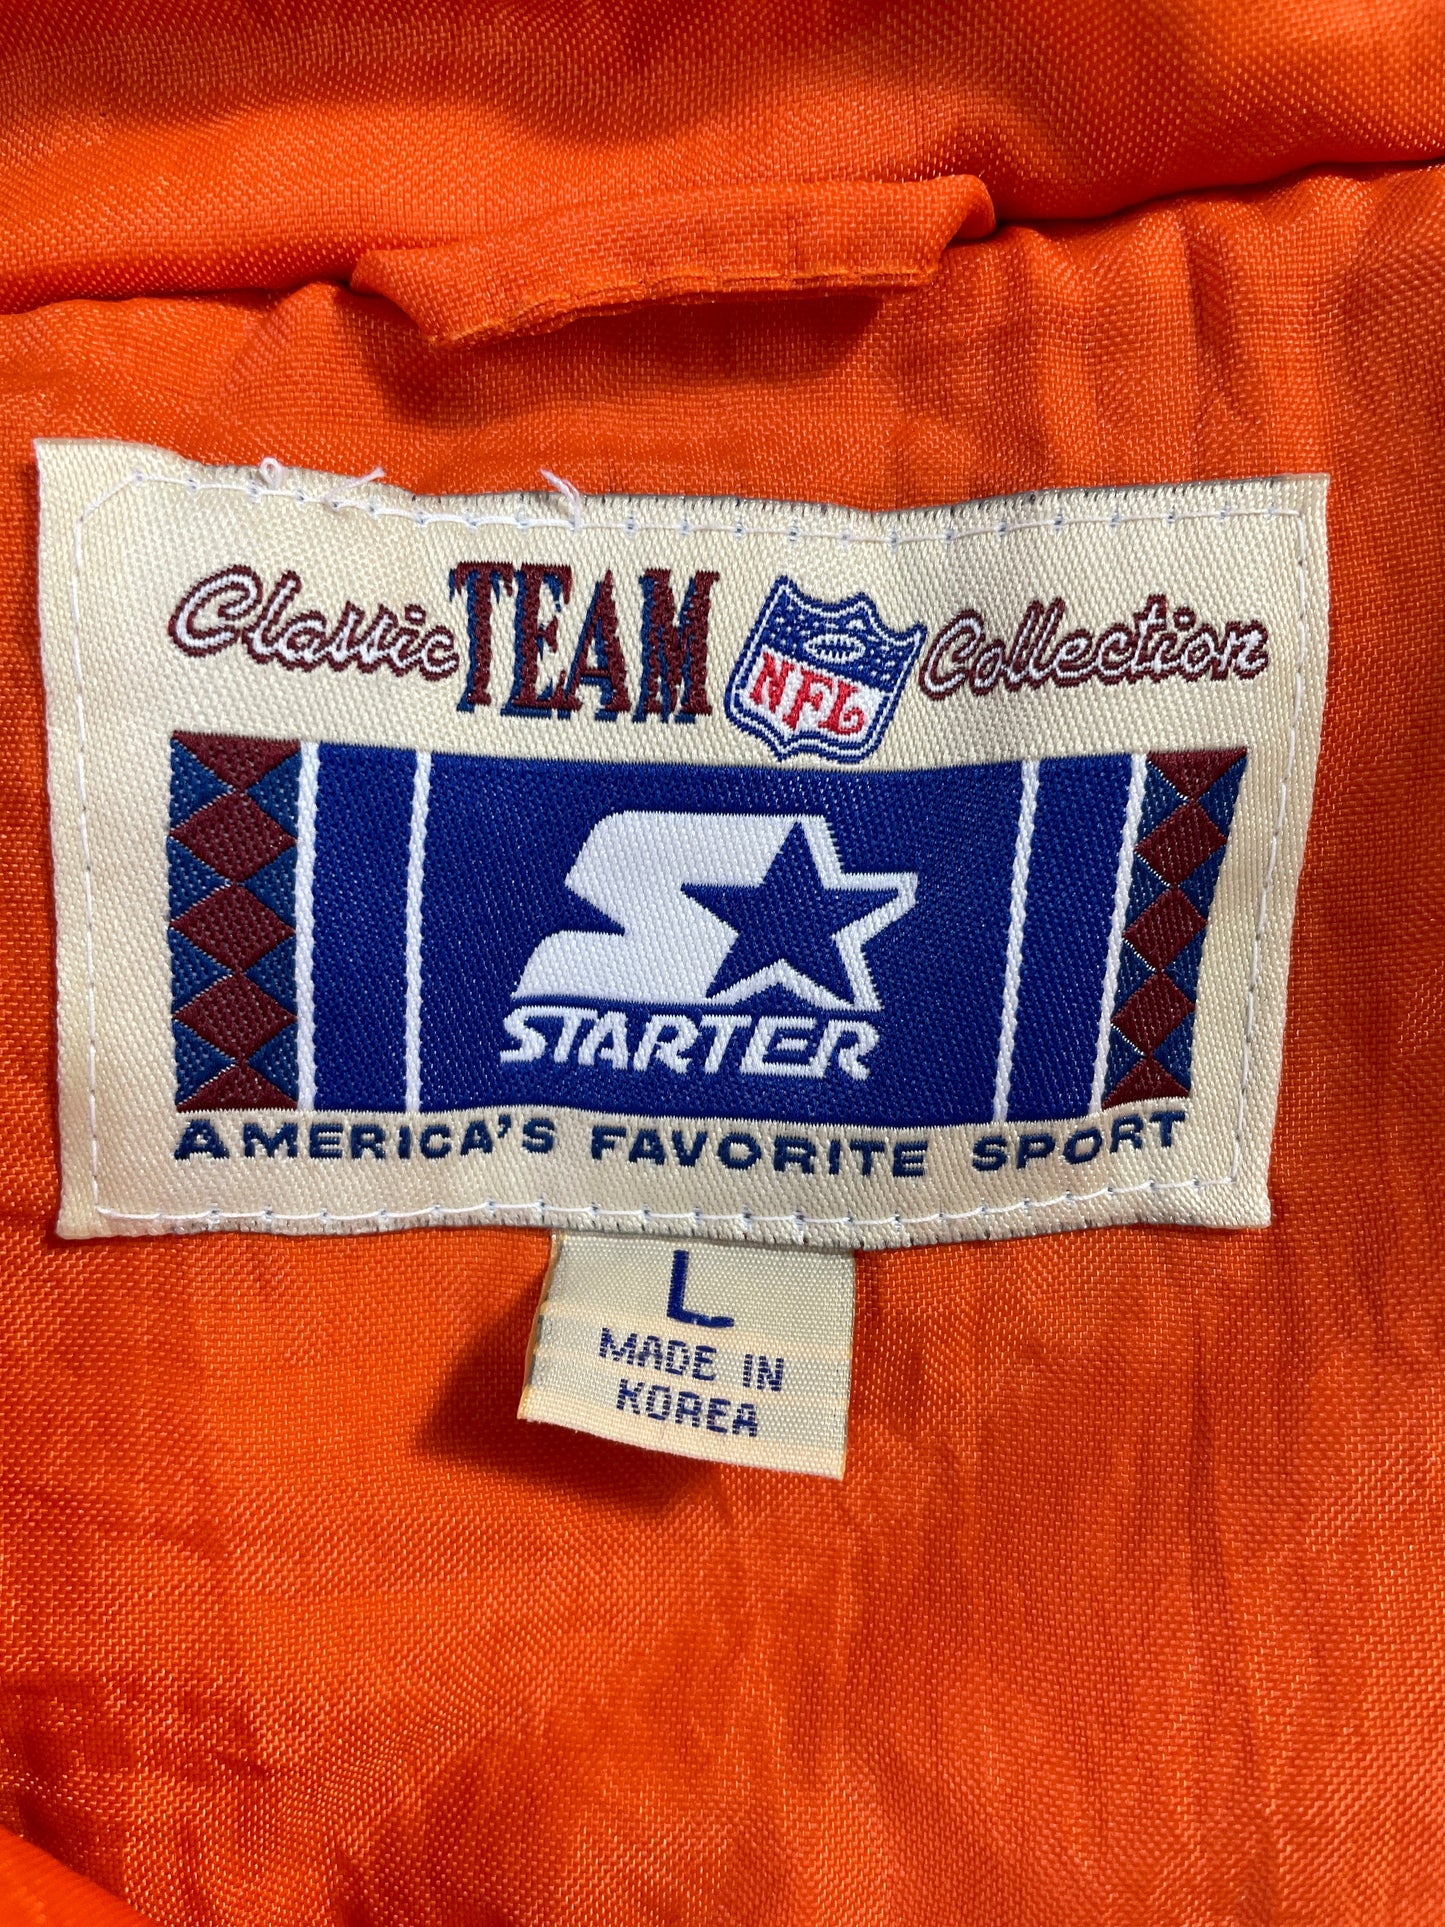 Classic TEAM NFL Collection
STARTER
AMERICA'S FAVORITE SPORT
L
MADE IN
KOREA